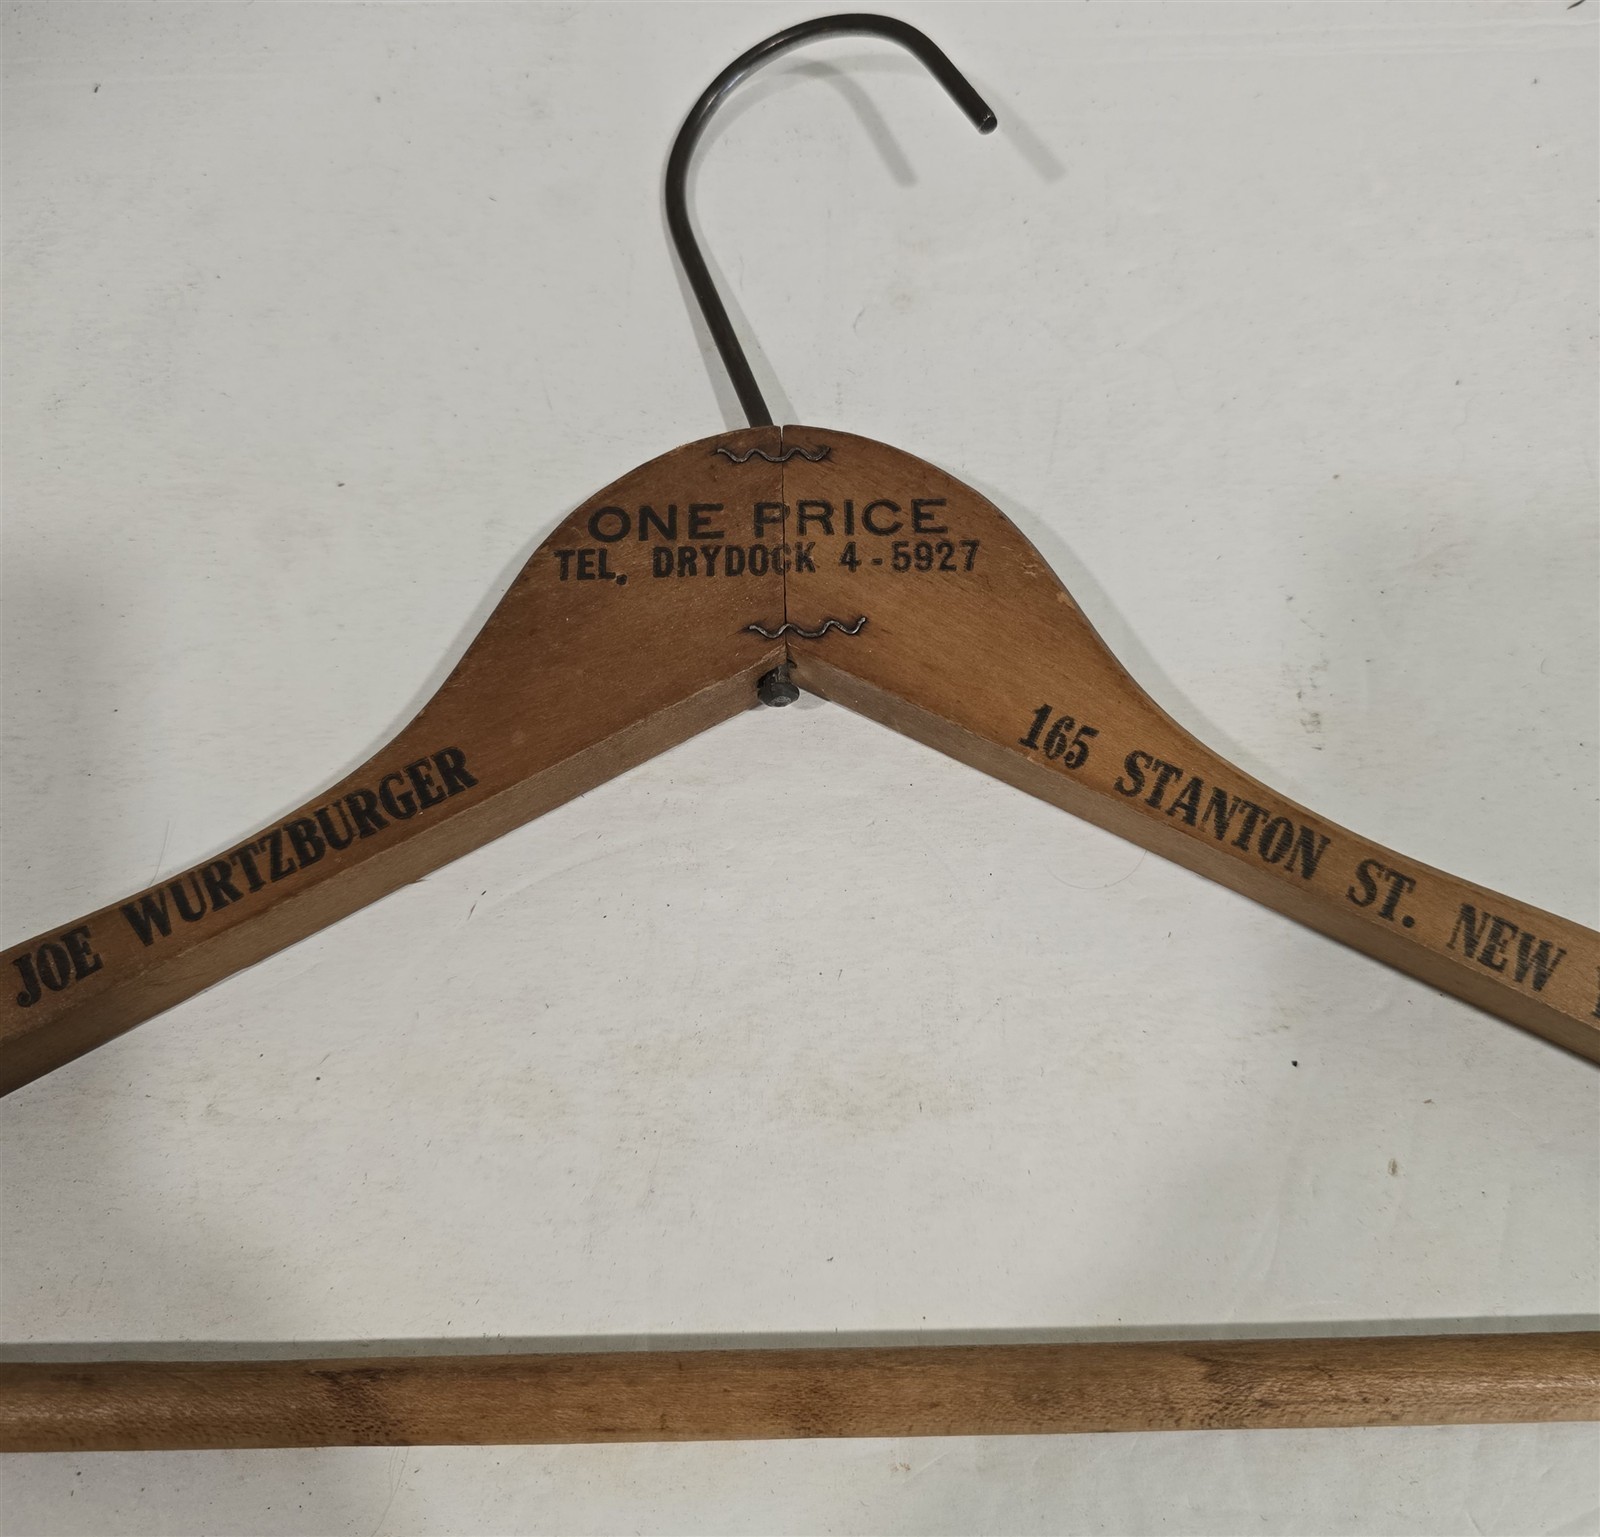 ONE PRICE
TEL. DRYDOCK 4-5927
JOE WURTZBURGER
165 STANTON ST. NEW